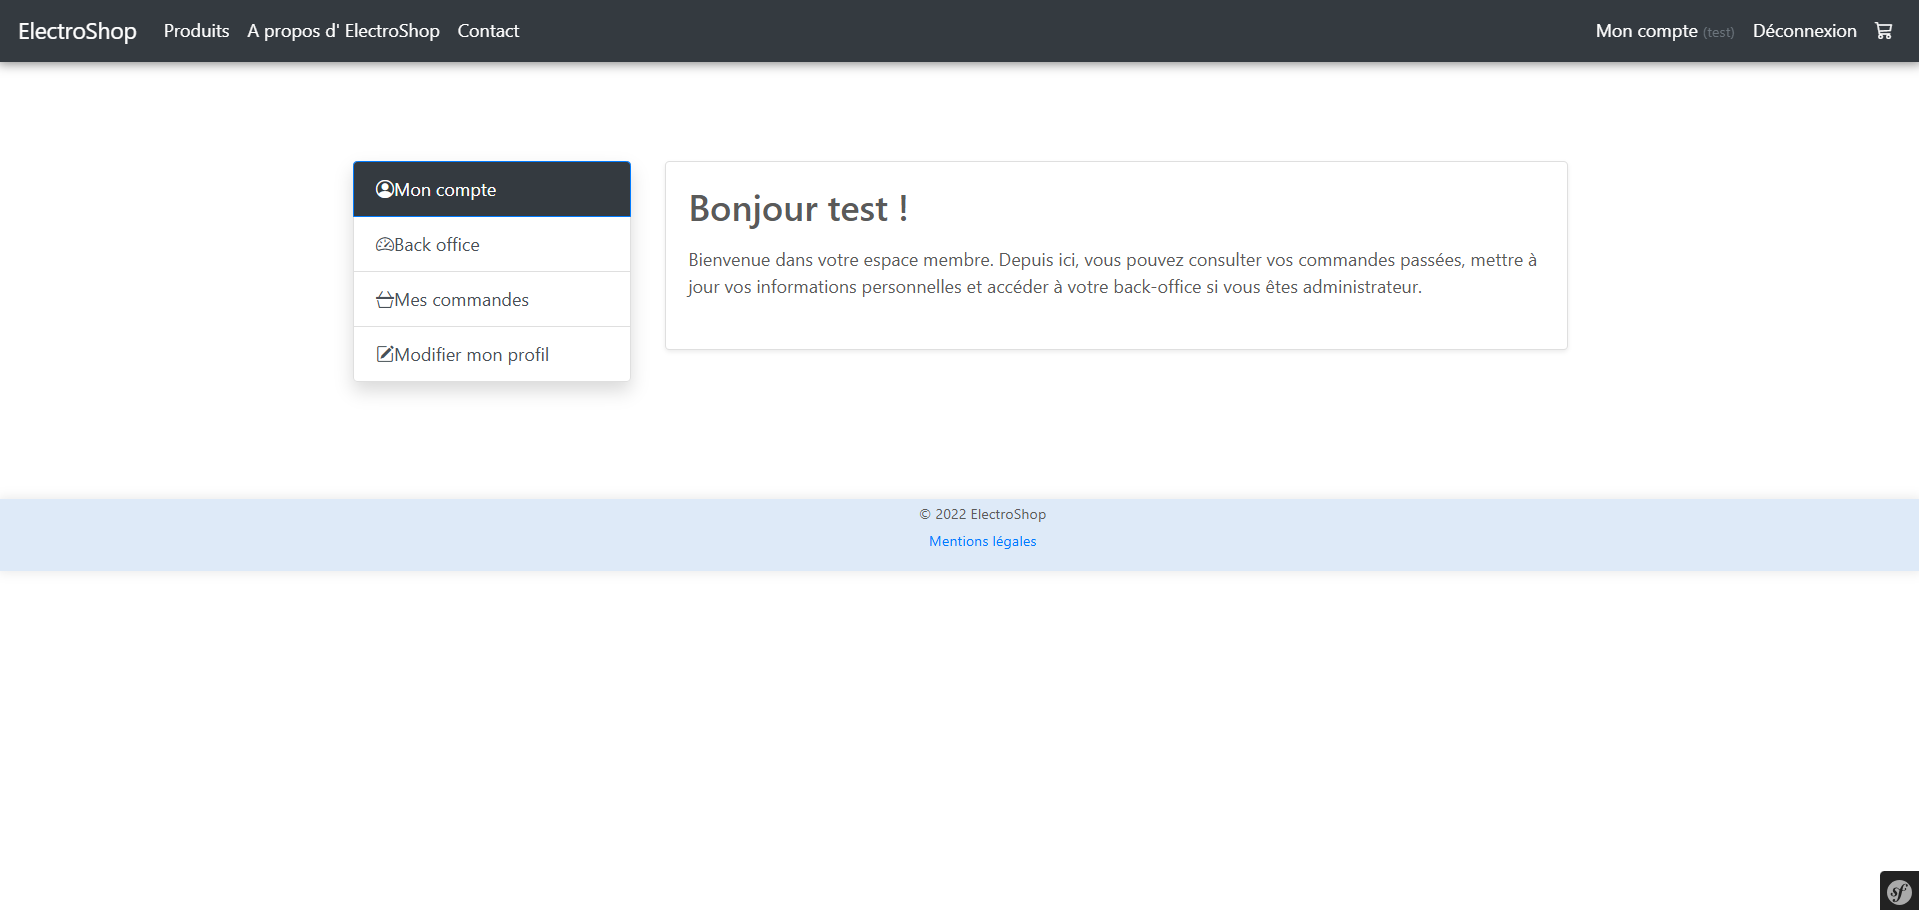 ElectroShop Produits A propos d' ElectroShop Contact Mon compte (test) Déconnexion
Mon compte
Back office
Mes commandes
Modifier mon profil
Bonjour test !
Bienvenue dans votre espace membre. Depuis ici, vous pouvez consulter vos commandes passées, mettre à
jour vos informations personnelles et accéder à votre back-office si vous êtes administrateur.
© 2022 ElectroShop
Mentions légales
sf